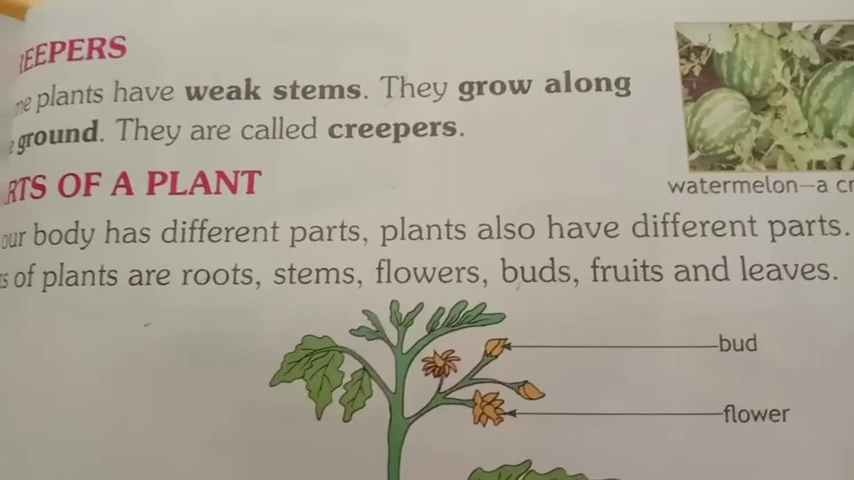 REEPERS
ne plants have weak stems. They grow along
e ground. They are called creepers.
watermelon—a cr
RTS OF A PLANT
our body has different parts, plants also have different parts.
s of plants are roots, stems, flowers, buds, fruits and leaves.
bud
flower